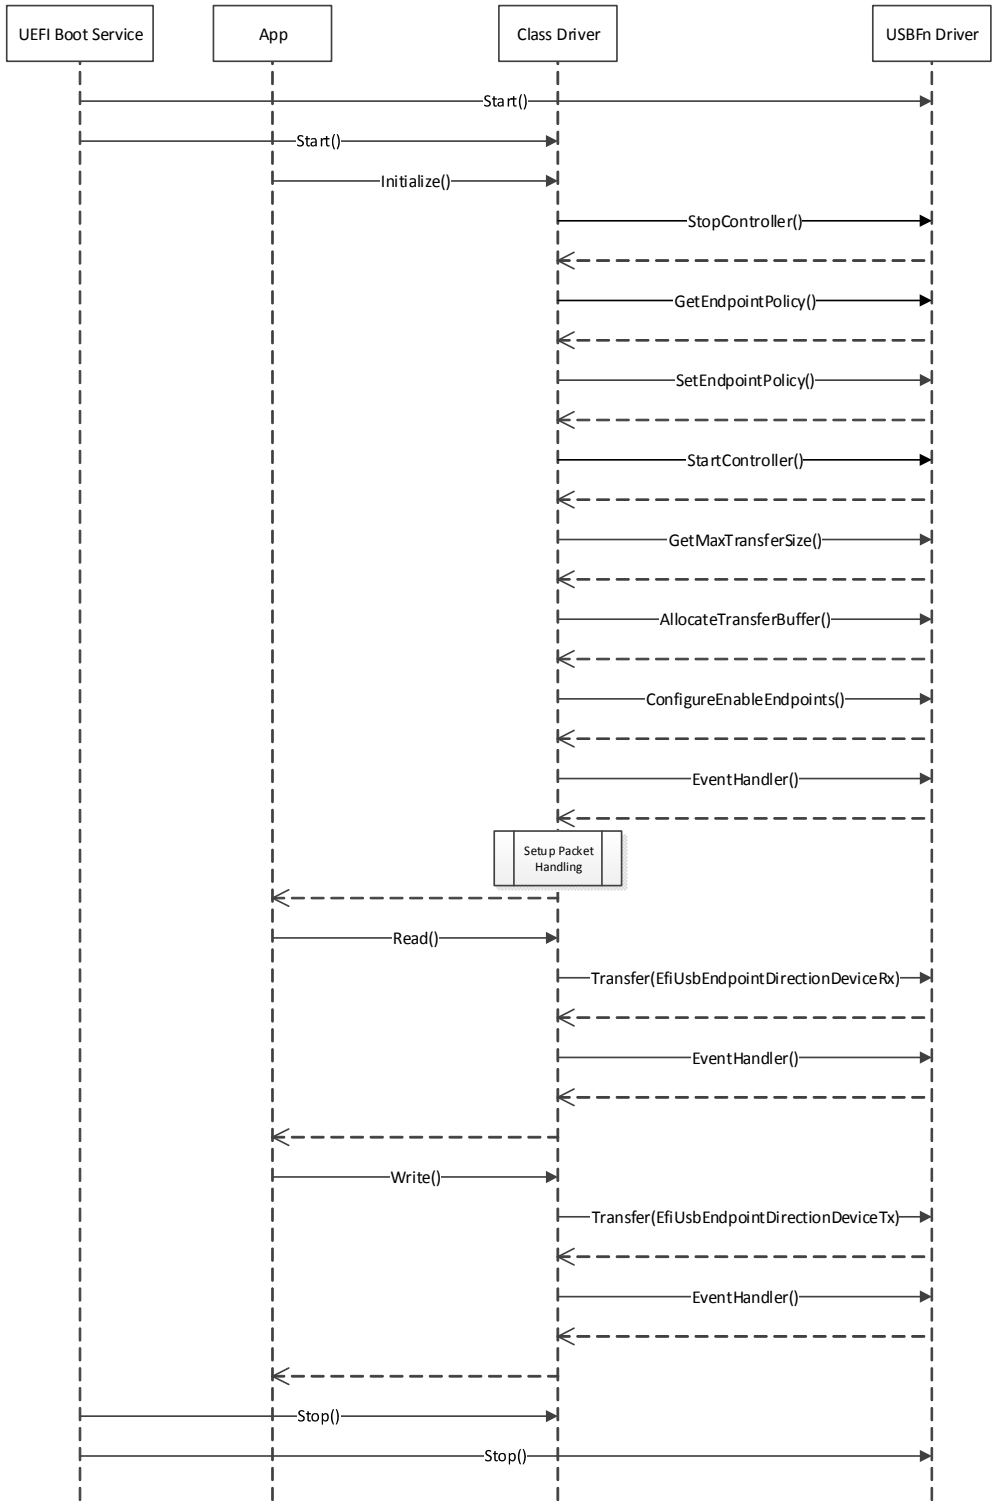 UEFI Boot Service
App
Class Driver
USBFn Driver
Start()
Start()
Initialize()
StopController()
GetEndpointPolicy()
SetEndpointPolicy()
StartController()
GetMaxTransferSize()
AllocateTransferBuffer()
ConfigureEnableEndpoints()
EventHandler()
Setup Packet
Handling
Read()
Transfer(EfiUsbEndpointDirectionDeviceRx)
EventHandler()
Write()
Transfer(EfiUsbEndpointDirectionDeviceTx)
EventHandler()
Stop()
Stop()